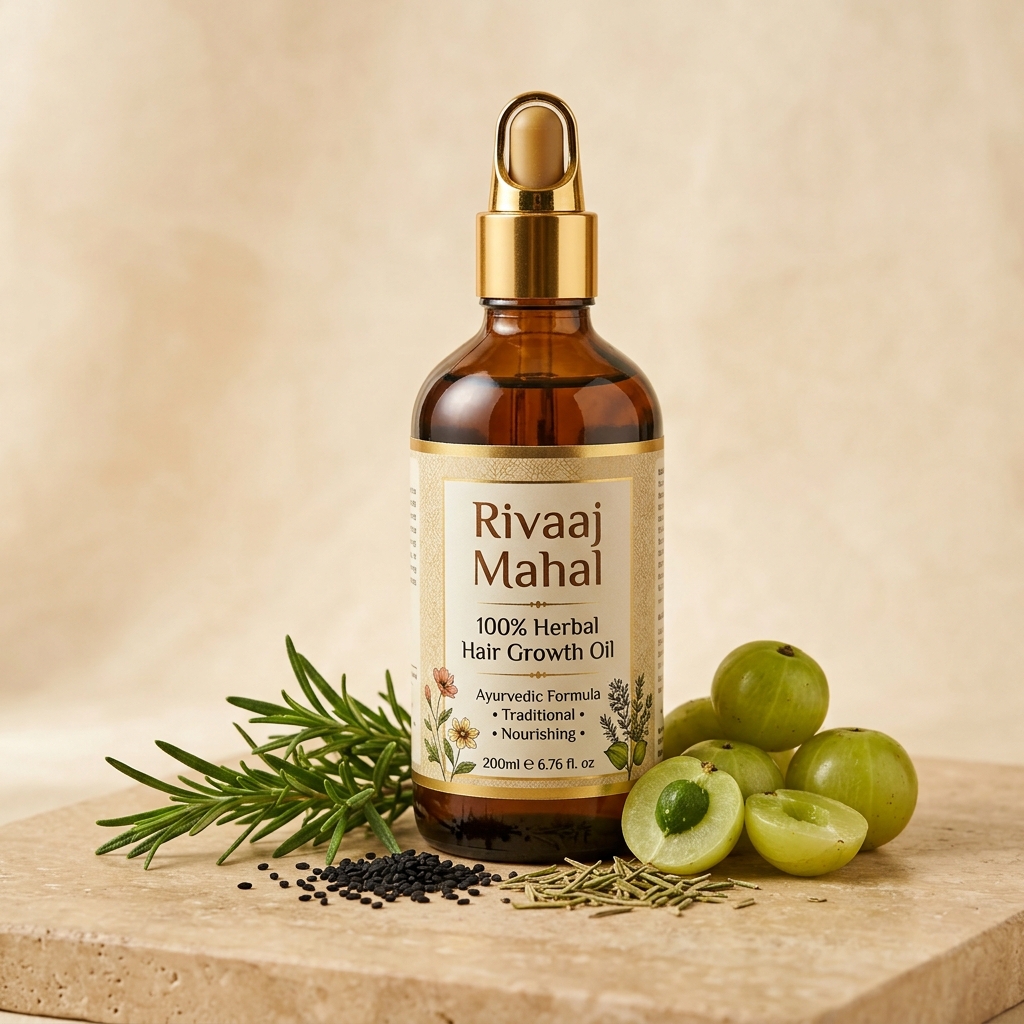 Rivaaj
Mahal
100% Herbal
Hair Growth Oil
Ayurvedic Formula
• Traditional •
• Nourishing •
200ml ℮ 6.76 fl. oz